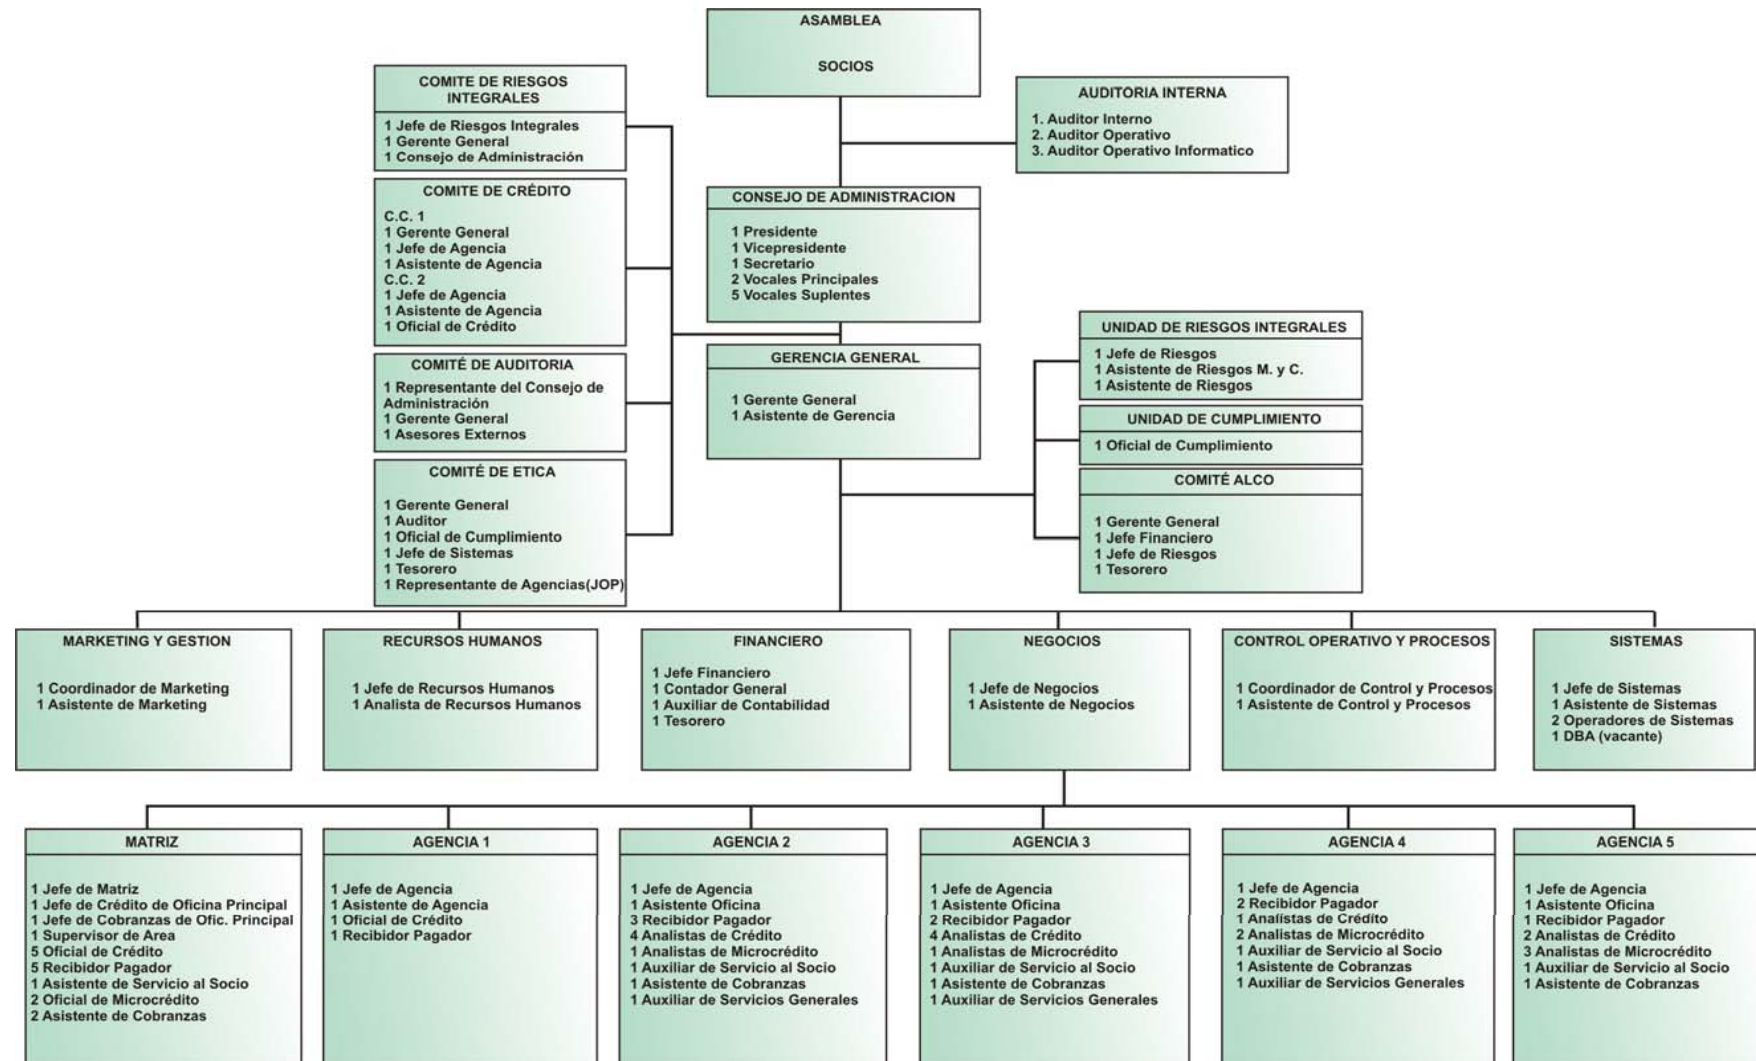 ASAMBLEA
SOCIOS
AUDITORIA INTERNA
1. Auditor Interno
2. Auditor Operativo
3. Auditor Operativo Informatico
COMITE DE RIESGOS
INTEGRALES
1 Jefe de Riesgos Integrales
1 Gerente General
1 Consejo de Administración
COMITE DE CRÉDITO
C.C. 1
1 Gerente General
1 Jefe de Agencia
1 Asistente de Agencia
C.C. 2
1 Jefe de Agencia
1 Asistente de Agencia
1 Oficial de Crédito
COMITÉ DE AUDITORIA
1 Representante del Consejo de
Administración
1 Gerente General
1 Asesores Externos
COMITÉ DE ETICA
1 Gerente General
1 Auditor
1 Oficial de Cumplimiento
1 Jefe de Sistemas
1 Tesorero
1 Representante de Agencias(JOP)
CONSEJO DE ADMINISTRACION
1 Presidente
1 Vicepresidente
1 Secretario
2 Vocales Principales
5 Vocales Suplentes
GERENCIA GENERAL
1 Gerente General
1 Asistente de Gerencia
UNIDAD DE RIESGOS INTEGRALES
1 Jefe de Riesgos
1 Asistente de Riesgos M. y C.
1 Asistente de Riesgos
UNIDAD DE CUMPLIMIENTO
1 Oficial de Cumplimiento
COMITÉ ALCO
1 Gerente General
1 Jefe Financiero
1 Jefe de Riesgos
1 Tesorero
MARKETING Y GESTION
1 Coordinador de Marketing
1 Asistente de Marketing
RECURSOS HUMANOS
1 Jefe de Recursos Humanos
1 Analista de Recursos Humanos
FINANCIERO
1 Jefe Financiero
1 Contador General
1 Auxiliar de Contabilidad
1 Tesorero
NEGOCIOS
1 Jefe de Negocios
1 Asistente de Negocios
CONTROL OPERATIVO Y PROCESOS
1 Coordinador de Control y Procesos
1 Asistente de Control y Procesos
SISTEMAS
1 Jefe de Sistemas
1 Asistente de Sistemas
2 Operadores de Sistemas
1 DBA (vacante)
MATRIZ
1 Jefe de Matriz
1 Jefe de Crédito de Oficina Principal
1 Jefe de Cobranzas de Ofic. Principal
1 Supervisor de Area
5 Oficial de Crédito
5 Recibidor Pagador
1 Asistente de Servicio al Socio
2 Oficial de Microcrédito
2 Asistente de Cobranzas
AGENCIA 1
1 Jefe de Agencia
1 Asistente de Agencia
1 Oficial de Crédito
1 Recibidor Pagador
AGENCIA 2
1 Jefe de Agencia
1 Asistente Oficina
3 Recibidor Pagador
4 Analistas de Crédito
1 Analistas de Microcrédito
1 Auxiliar de Servicio al Socio
1 Asistente de Cobranzas
1 Auxiliar de Servicios Generales
AGENCIA 3
1 Jefe de Agencia
1 Asistente Oficina
2 Recibidor Pagador
4 Analistas de Crédito
1 Analistas de Microcrédito
1 Auxiliar de Servicio al Socio
1 Asistente de Cobranzas
1 Auxiliar de Servicios Generales
AGENCIA 4
1 Jefe de Agencia
2 Recibidor Pagador
1 Analístas de Crédito
2 Analistas de Microcrédito
1 Auxiliar de Servicio al Socio
1 Asistente de Cobranzas
1 Auxiliar de Servicios Generales
AGENCIA 5
1 Jefe de Agencia
1 Asistente Oficina
1 Recibidor Pagador
2 Analistas de Crédito
3 Analistas de Microcrédito
1 Auxiliar de Servicio al Socio
1 Asistente de Cobranzas